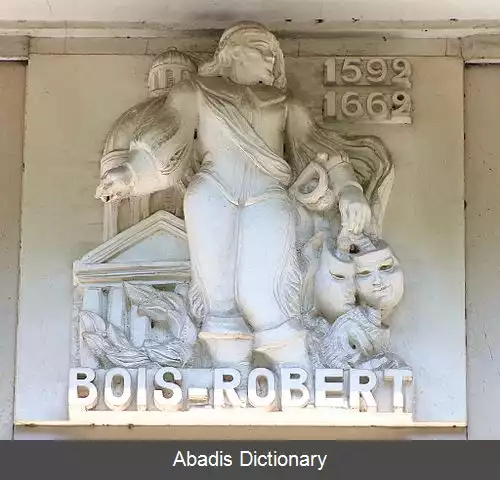 1592
1662
BOIS-ROBERT
Abadis Dictionary